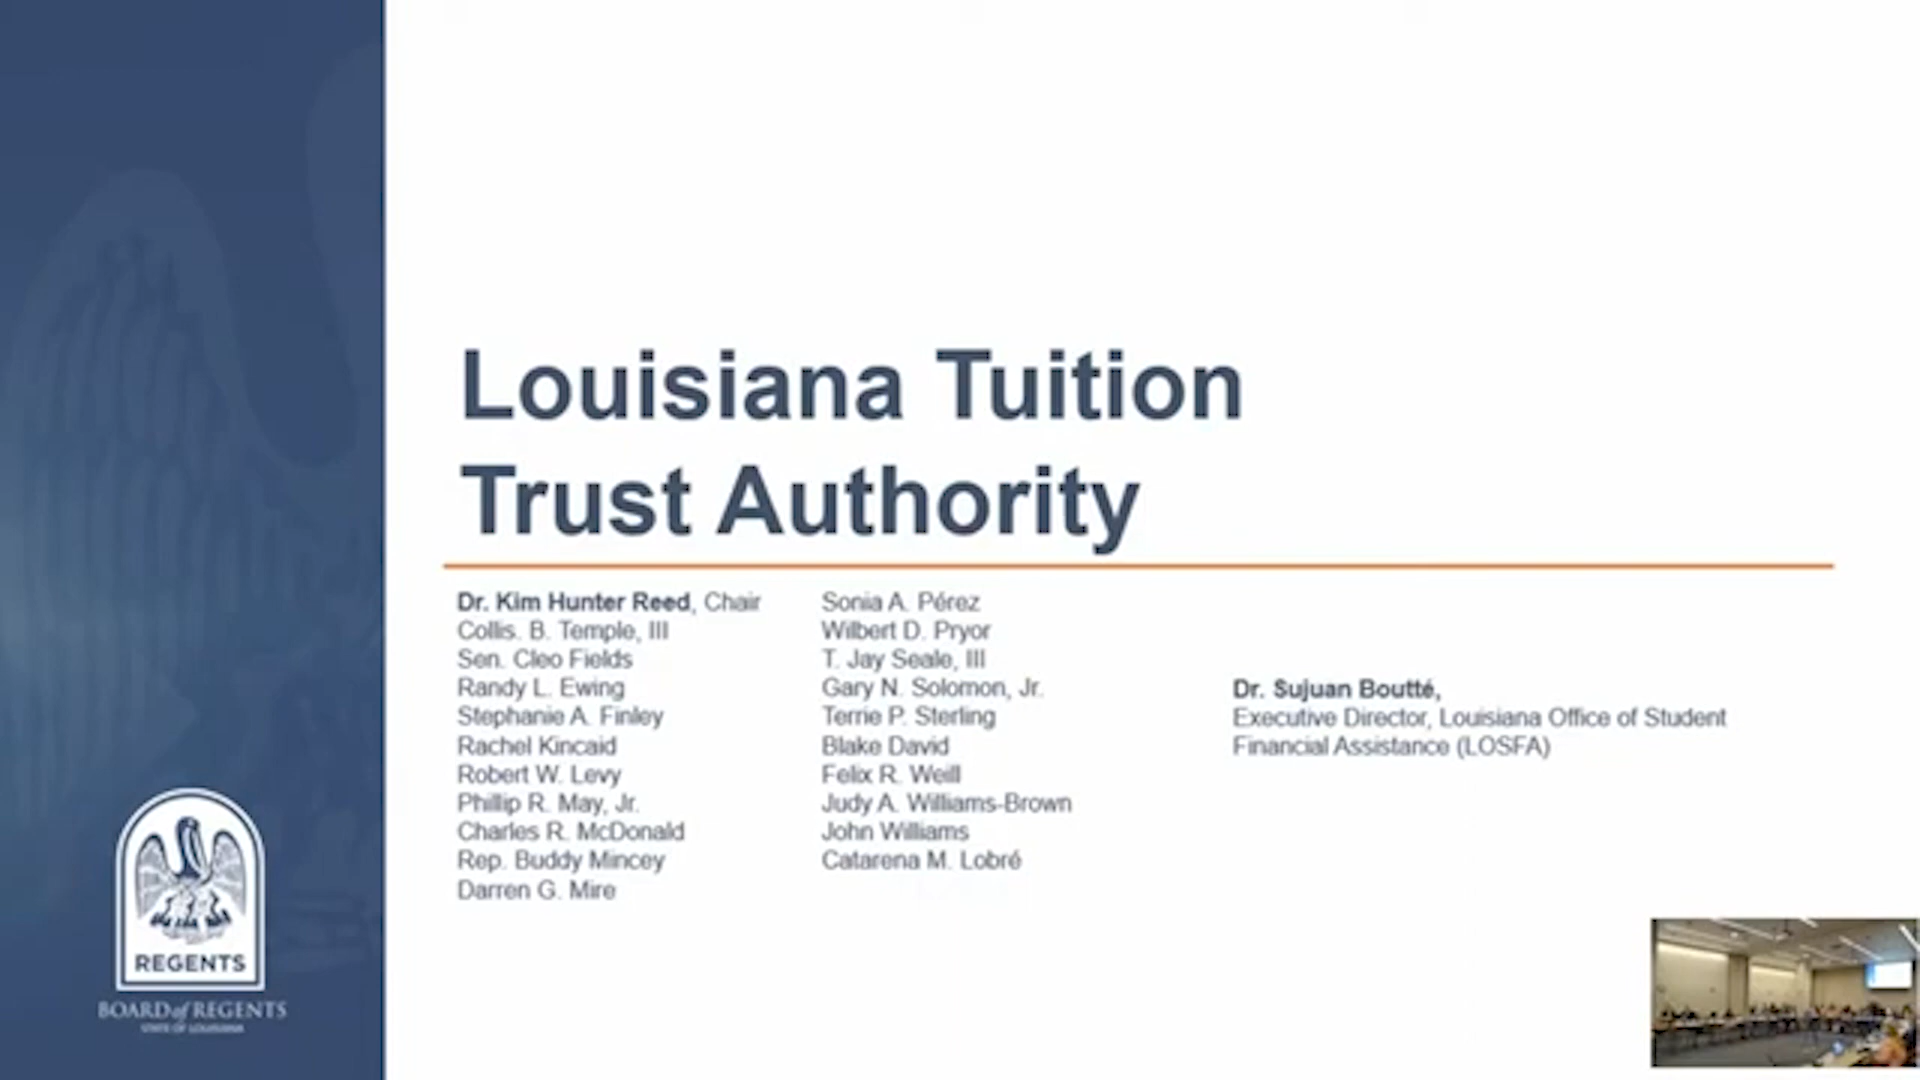 Louisiana Tuition
Trust Authority
Dr. Kim Hunter Reed, Chair
Collis. B. Temple, III
Sen. Cleo Fields
Randy L. Ewing
Stephanie A. Finley
Rachel Kincaid
Robert W. Levy
Phillip R. May, Jr.
Charles R. McDonald
Rep. Buddy Mincey
Darren G. Mire
Sonia A. Pérez
Wilbert D. Pryor
T. Jay Seale, III
Gary N. Solomon, Jr.
Terrie P. Sterling
Blake David
Felix R. Weill
Judy A. Williams-Brown
John Williams
Catarena M. Lobré
Dr. Sujuan Boutté,
Executive Director, Louisiana Office of Student
Financial Assistance (LOSFA)
REGENTS
BOARD of REGENTS
STATE OF LOUISIANA